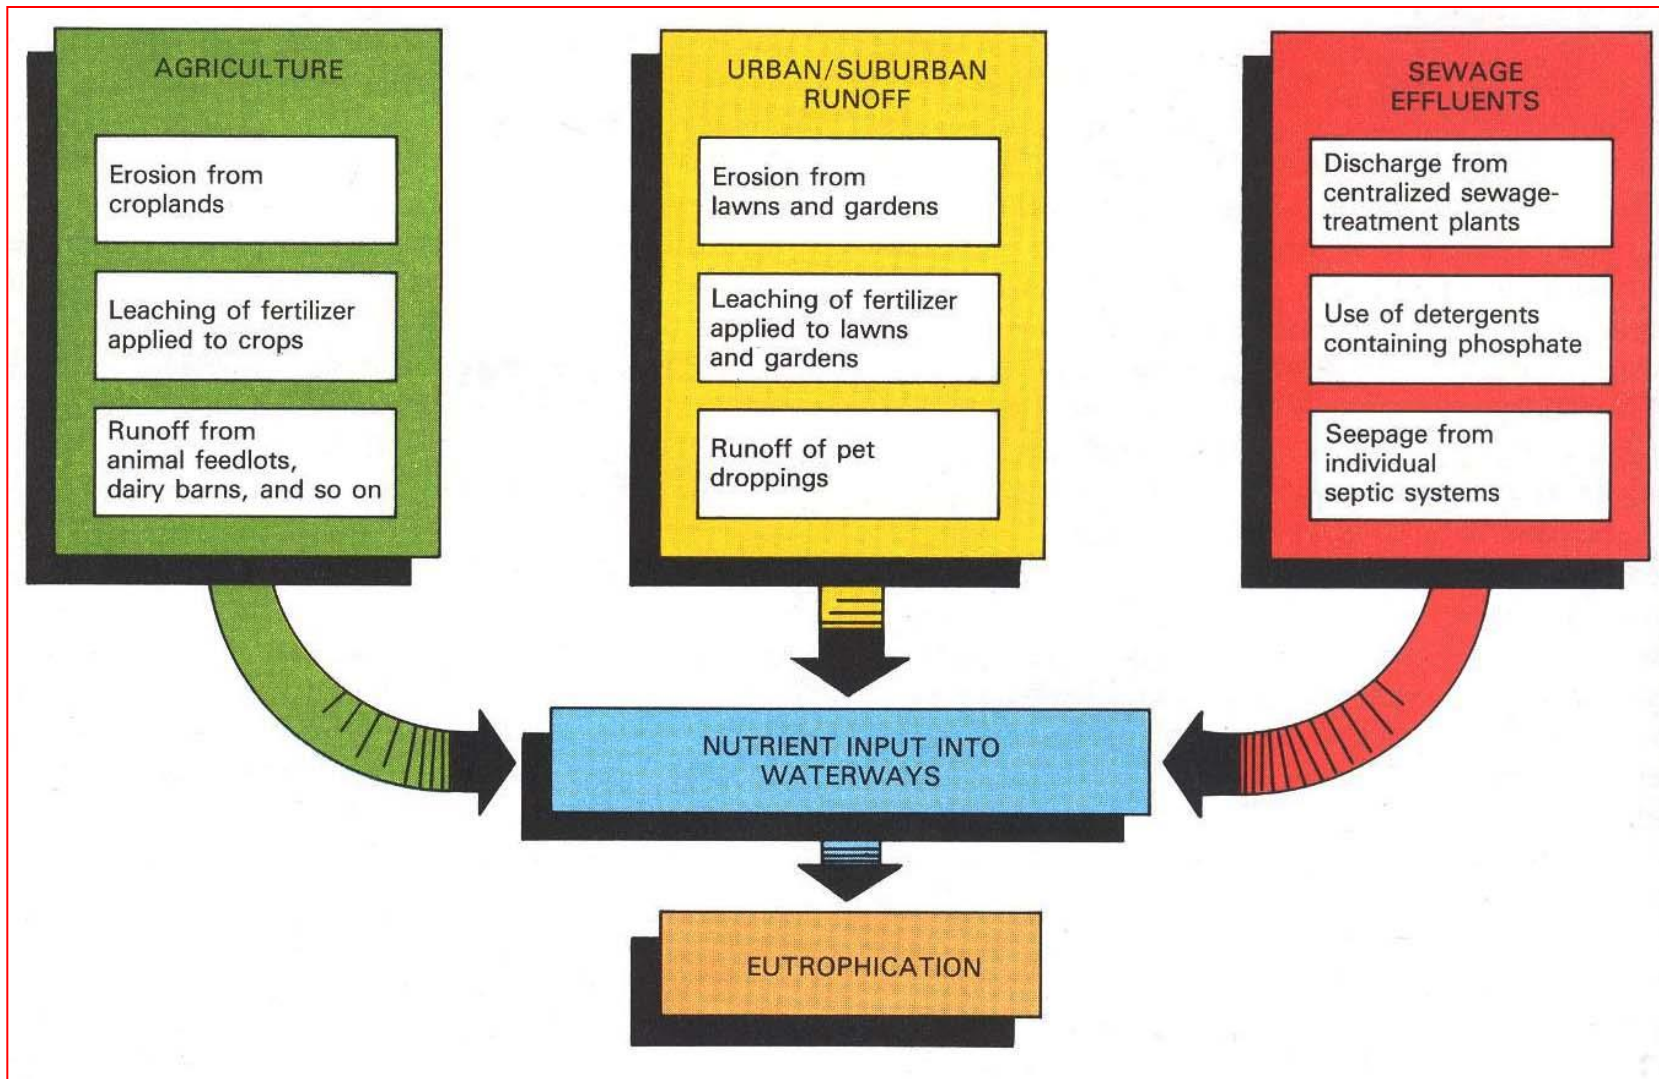 AGRICULTURE
Erosion from
croplands
Leaching of fertilizer
applied to crops
Runoff from
animal feedlots,
dairy barns, and so on
URBAN/SUBURBAN
RUNOFF
Erosion from
lawns and gardens
Leaching of fertilizer
applied to lawns
and gardens
Runoff of pet
droppings
SEWAGE
EFFLUENTS
Discharge from
centralized sewage-
treatment plants
Use of detergents
containing phosphate
Seepage from
individual
septic systems
NUTRIENT INPUT INTO
WATERWAYS
EUTROPHICATION